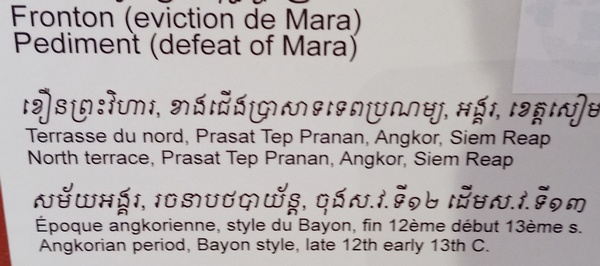 Fronton (eviction de Mara)
Pediment (defeat of Mara)
ខឿនព្រះវិហារ, ខាងជើងប្រាសាទទេពប្រណម្យ, អង្គរ, ខេត្តសៀម
Terrasse du nord, Prasat Tep Pranan, Angkor, Siem Reap
North terrace, Prasat Tep Pranan, Angkor, Siem Reap
សម័យអង្គរ, រចនាបថបាយ័ន្ត, ចុងស.វ.ទី១២ ដើមស.វ.ទី១៣
Époque angkorienne, style du Bayon, fin 12ème début 13ème s.
Angkorian period, Bayon style, late 12th early 13th C.